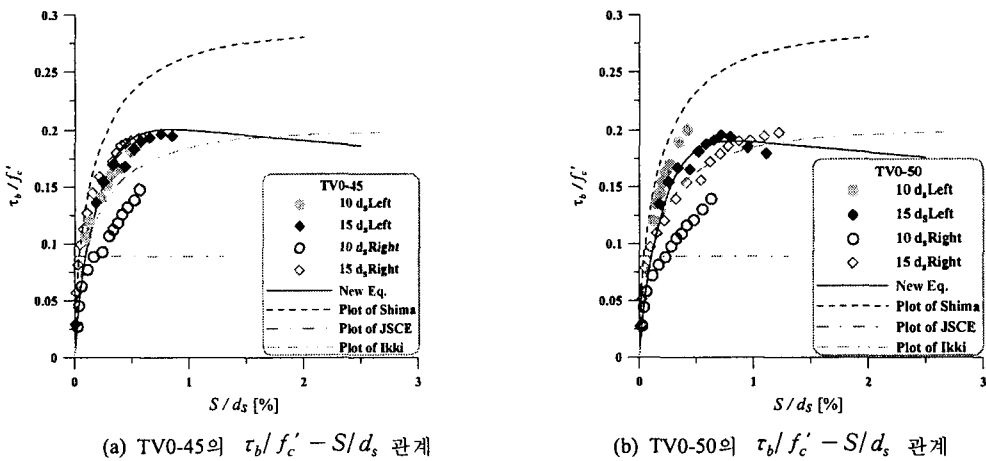 0.3
0.25
0.2
0.15
0.1
0.05
0
τb/fc′
TV0-45
10 dsLeft
15 dsLeft
10 dsRight
15 dsRight
New Eq.
Plot of Shima
Plot of JSCE
Plot of Ikki
0 1 2 3
S/dS [%]
(a) TV0-45의 τb/fc′ − S/ds 관계
0.3
0.25
0.2
0.15
0.1
0.05
0
τb/fc′
TV0-50
10 dsLeft
15 dsLeft
10 dsRight
15 dsRight
New Eq.
Plot of Shima
Plot of JSCE
Plot of Ikki
0 1 2 3
S/dS [%]
(b) TV0-50의 τb/fc′ − S/ds 관계